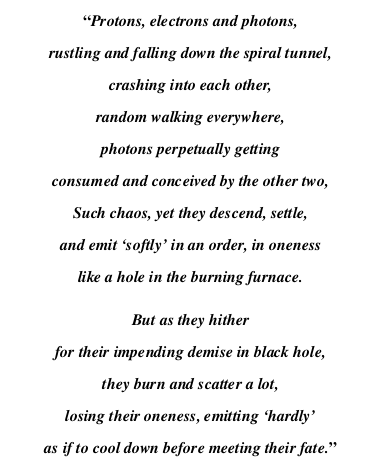 “Protons, electrons and photons,
rustling and falling down the spiral tunnel,
crashing into each other,
random walking everywhere,
photons perpetually getting
consumed and conceived by the other two,
Such chaos, yet they descend, settle,
and emit ‘softly’ in an order, in oneness
like a hole in the burning furnace.
But as they hither
for their impending demise in black hole,
they burn and scatter a lot,
losing their oneness, emitting ‘hardly’
as if to cool down before meeting their fate.”